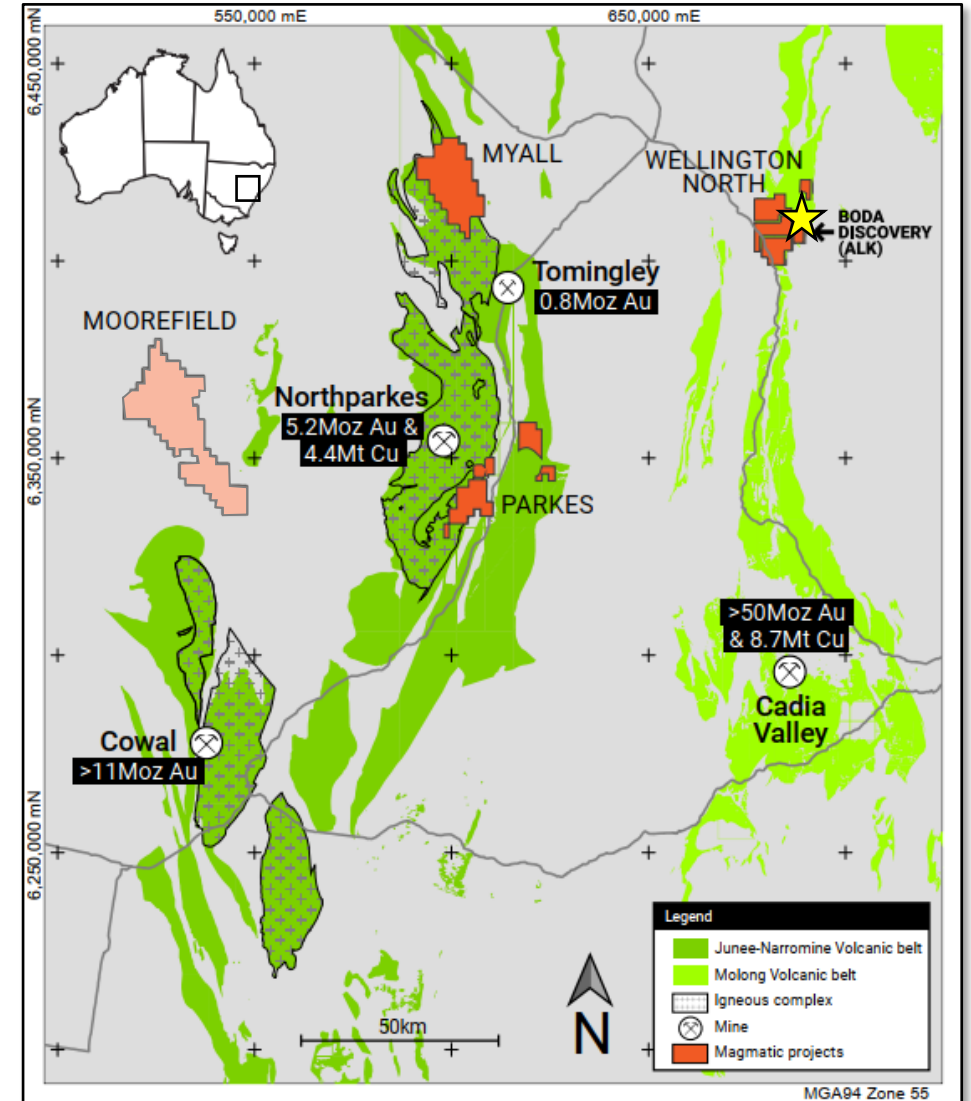 550,000 mE
650,000 mE
6,450,000 mN
MYALL
WELLINGTON
NORTH
BODA
DISCOVERY
(ALK)
Tomingley
0.8Moz Au
MOOREFIELD
Northparkes
5.2Moz Au &
4.4Mt Cu
6,350,000 mN
PARKES
>50Moz Au
& 8.7Mt Cu
Cadia
Valley
Cowal
>11Moz Au
6,250,000 mN
Legend
Junee-Narromine Volcanic belt
Molong Volcanic belt
Igneous complex
Mine
Magmatic projects
50km
N
MGA94 Zone 55